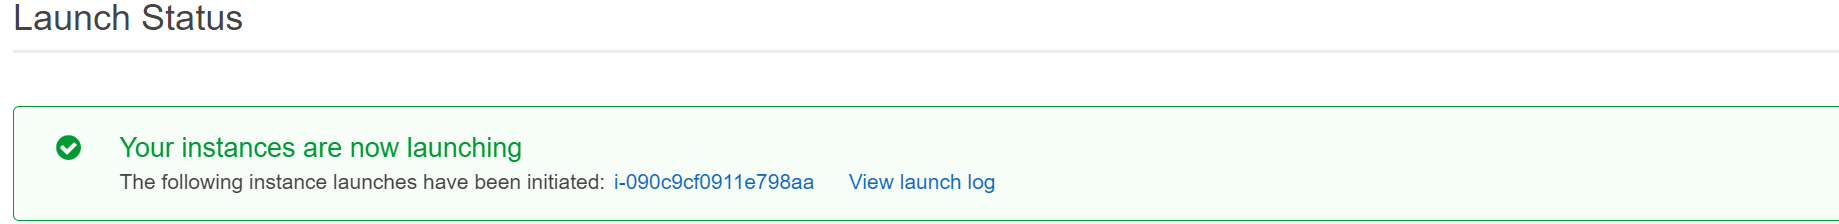 Launch Status
Your instances are now launching
The following instance launches have been initiated: i-090c9cf0911e798aa View launch log